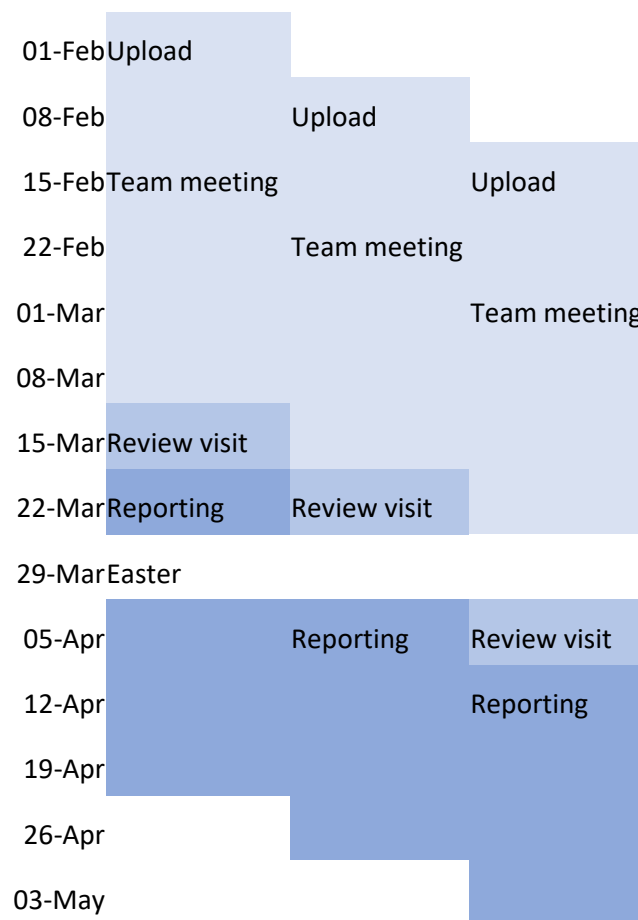 01-Feb Upload
08-Feb Upload
15-Feb Team meeting Upload
22-Feb Team meeting
01-Mar Team meeting
08-Mar
15-Mar Review visit
22-Mar Reporting Review visit
29-Mar Easter
05-Apr Reporting Review visit
12-Apr Reporting
19-Apr
26-Apr
03-May